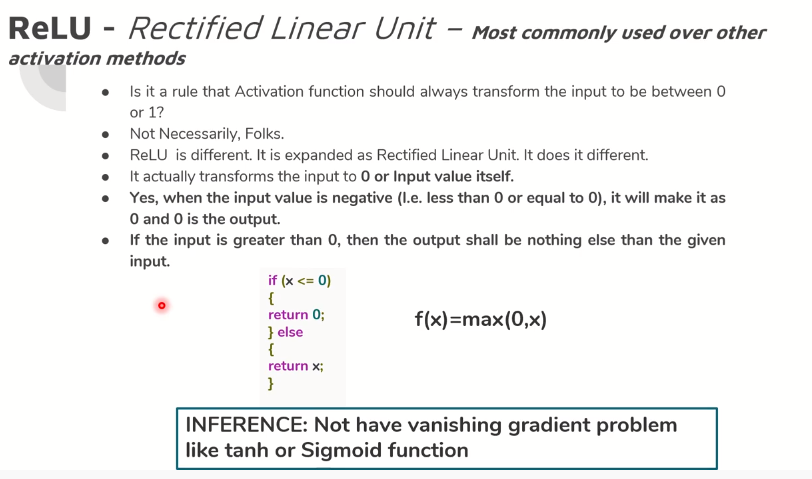 ReLU - Rectified Linear Unit – Most commonly used over other
activation methods
● Is it a rule that Activation function should always transform the input to be between 0
or 1?
● Not Necessarily, Folks.
● ReLU is different. It is expanded as Rectified Linear Unit. It does it different.
● It actually transforms the input to 0 or Input value itself.
● Yes, when the input value is negative (I.e. less than 0 or equal to 0), it will make it as
0 and 0 is the output.
● If the input is greater than 0, then the output shall be nothing else than the given
input.
if (x <= 0)
{
return 0;
} else
{
return x;
}
f(x)=max(0,x)
INFERENCE: Not have vanishing gradient problem
like tanh or Sigmoid function